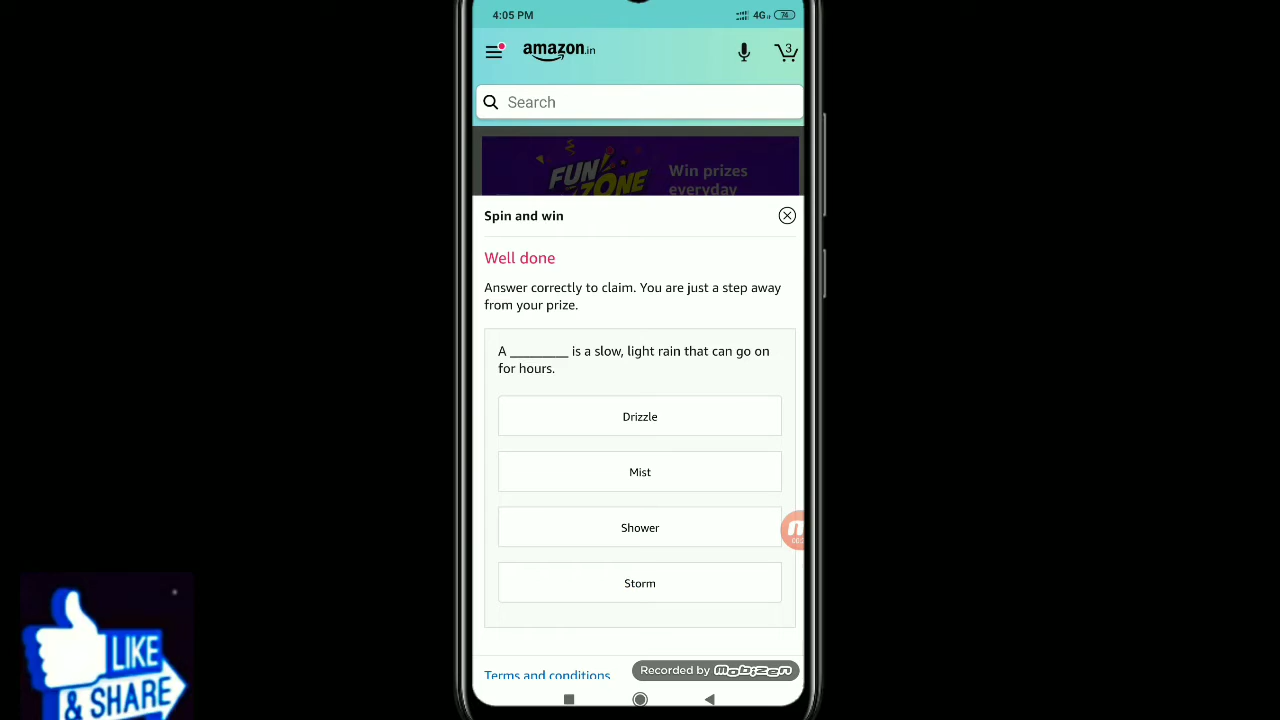 4:05 PM
4G
74
amazon.in
3
Search
FUN
ZONE
Win prizes
everyday
Spin and win
Well done
Answer correctly to claim. You are just a step away
from your prize.
A _________ is a slow, light rain that can go on
for hours.
Drizzle
Mist
Shower
Storm
Terms and conditions
Recorded by mobizen
LIKE
& SHARE